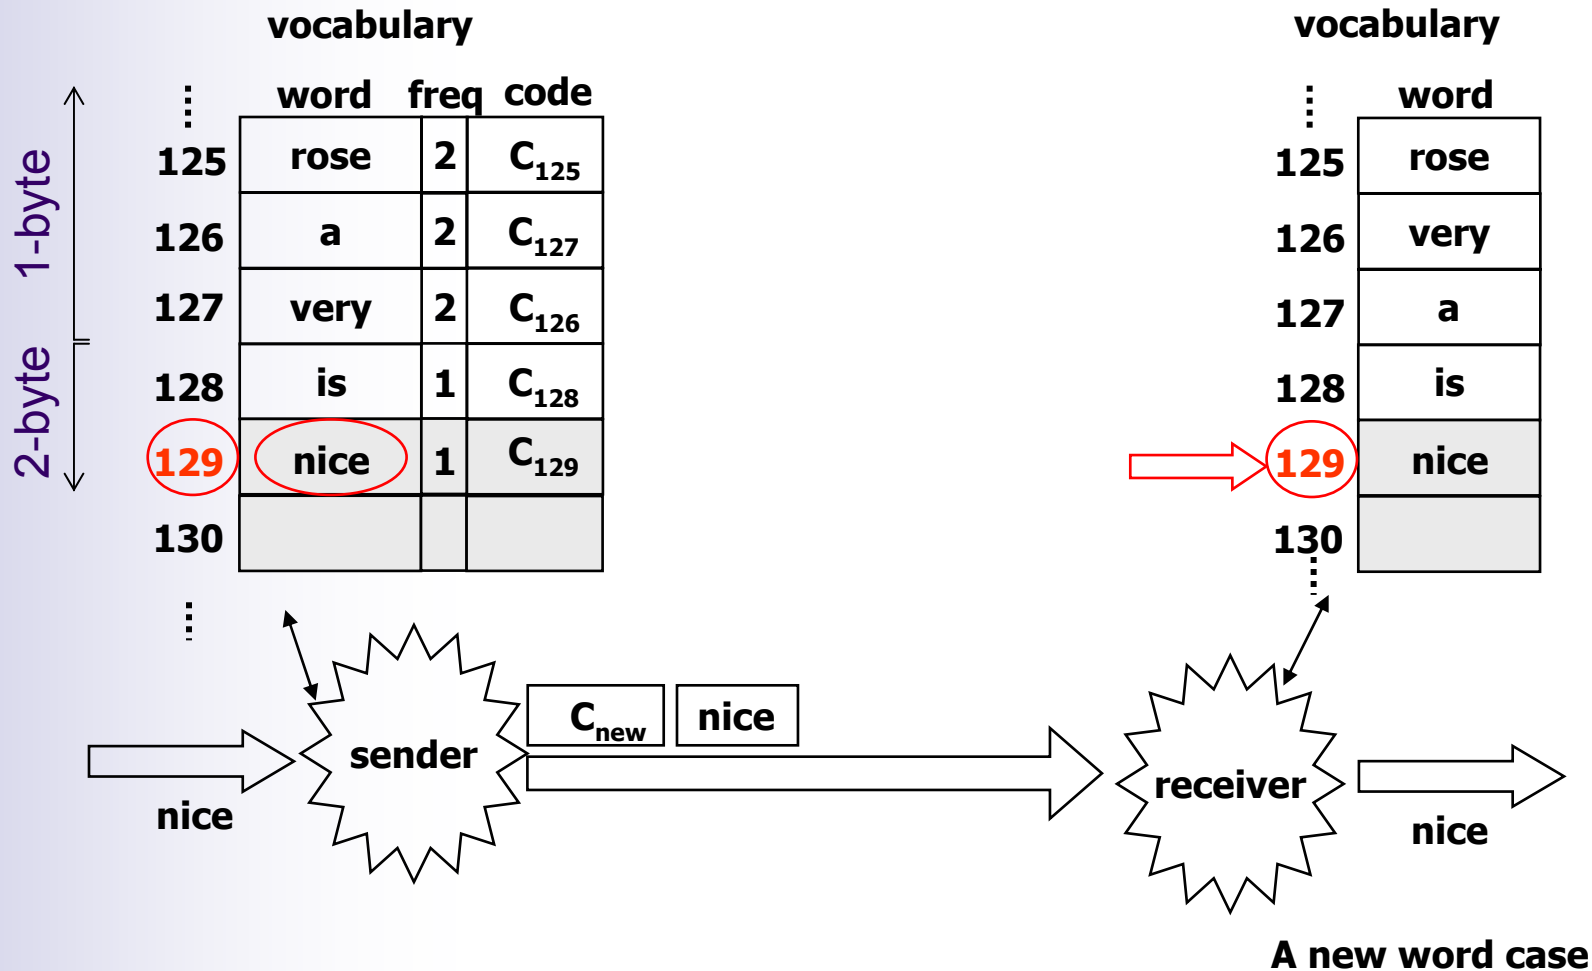 vocabulary
word freq code
125 rose 2 C125
126 a 2 C127
127 very 2 C126
128 is 1 C128
129 nice 1 C129
130
1-byte
2-byte
vocabulary
word
125 rose
126 very
127 a
128 is
129 nice
130
Cnew nice
sender
nice
receiver
nice
A new word case